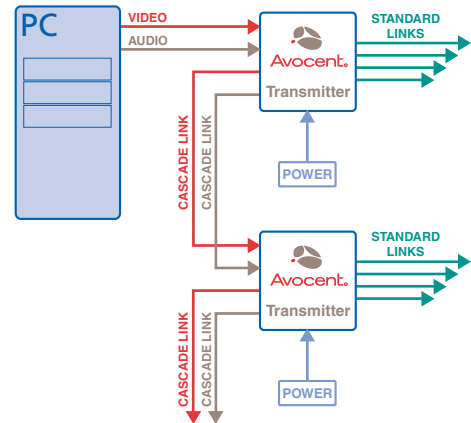 PC
VIDEO
AUDIO
Avocent®
Transmitter
STANDARD
LINKS
CASCADE LINK
CASCADE LINK
POWER
Avocent®
Transmitter
STANDARD
LINKS
CASCADE LINK
CASCADE LINK
POWER